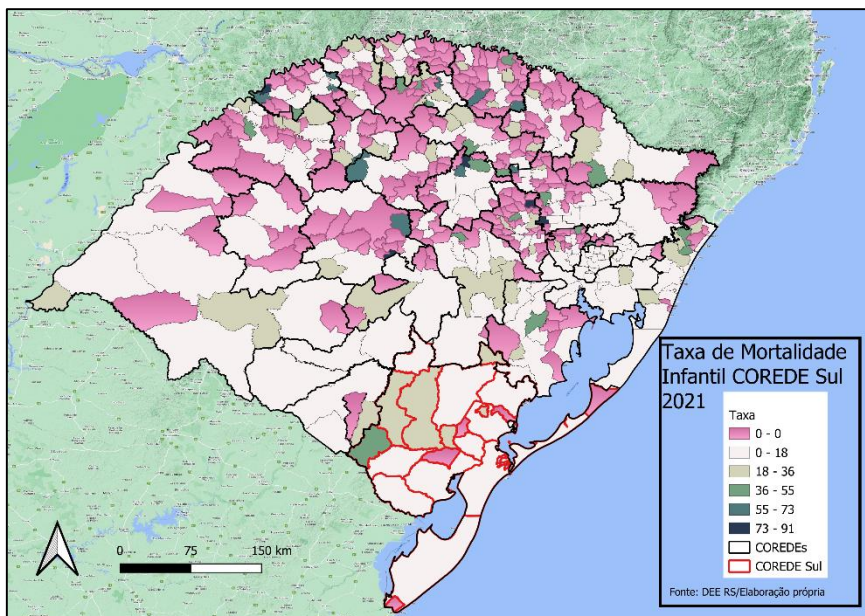 Taxa de Mortalidade
Infantil COREDE Sul
2021
Taxa
0 - 0
0 - 18
18 - 36
36 - 55
55 - 73
73 - 91
COREDEs
COREDE Sul
Fonte: DEE RS/Elaboração própria
0 75 150 km